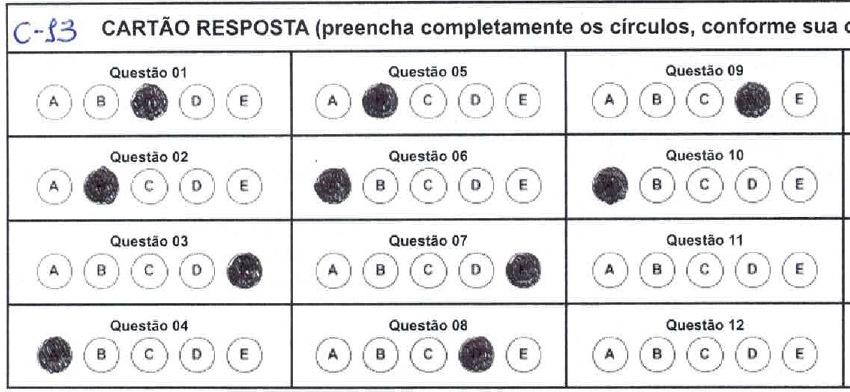 C-13 CARTÃO RESPOSTA (preencha completamente os círculos, conforme sua
Questão 01
A B D E
Questão 05
A C D E
Questão 09
A B C E
Questão 02
A C D E
Questão 06
B C D E
Questão 10
B C D E
Questão 03
A B C D
Questão 07
A B C D
Questão 11
A B C D E
Questão 04
B C D E
Questão 08
A B C E
Questão 12
A B C D E